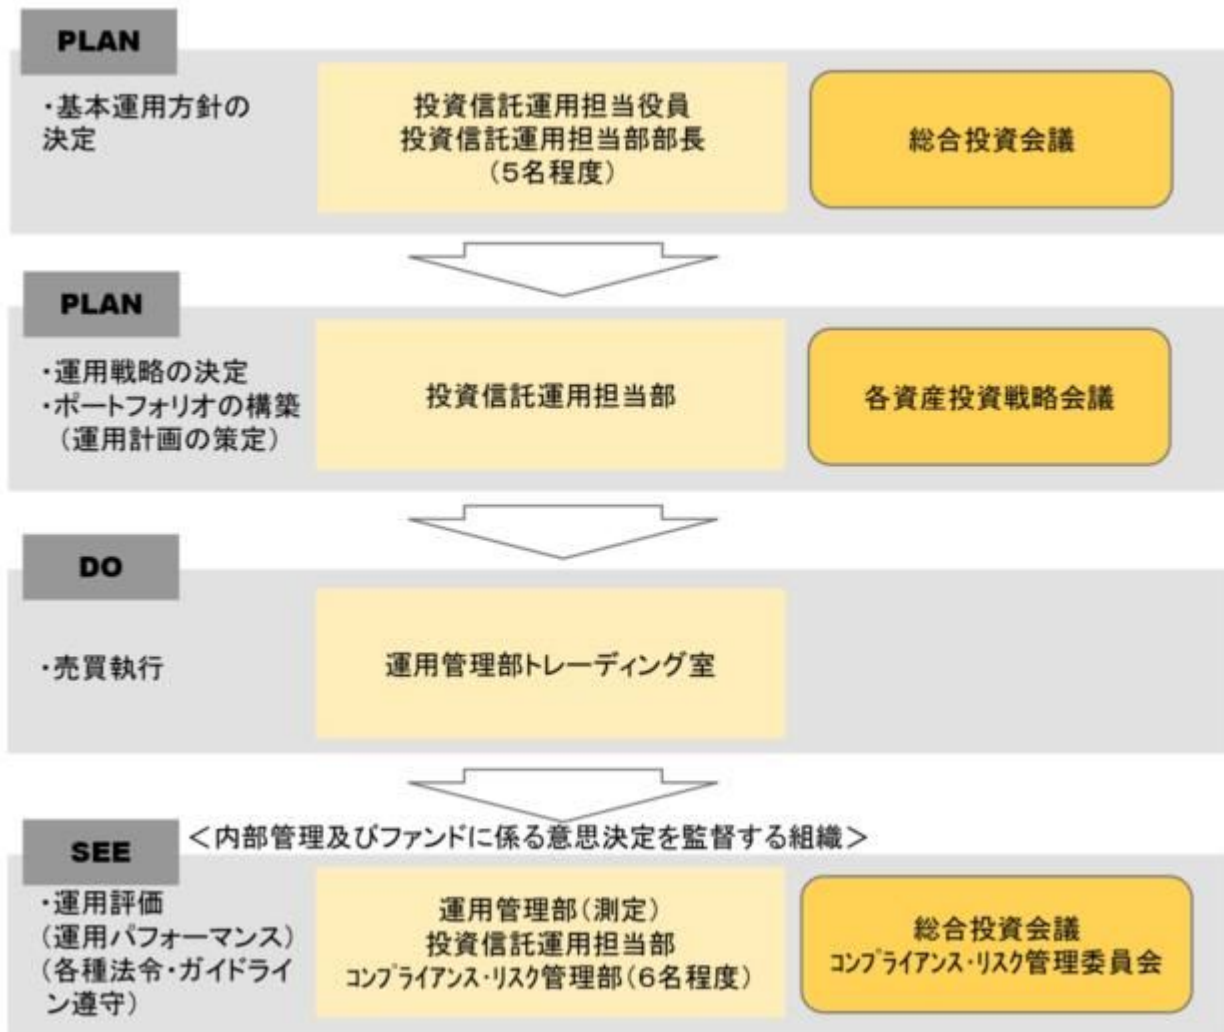 PLAN
・基本運用方針の
決定
投資信託運用担当役員
投資信託運用担当部部長
（５名程度）
総合投資会議
PLAN
・運用戦略の決定
・ポートフォリオの構築
（運用計画の策定）
投資信託運用担当部
各資産投資戦略会議
DO
・売買執行
運用管理部トレーディング室
＜内部管理及びファンドに係る意思決定を監督する組織＞
SEE
・運用評価
（運用パフォーマンス）
（各種法令・ガイドライ
ン遵守）
運用管理部（測定）
投資信託運用担当部
ｺﾝﾌﾟﾗｲｱﾝｽ・ﾘｽｸ管理部（６名程度）
総合投資会議
ｺﾝﾌﾟﾗｲｱﾝｽ・ﾘｽｸ管理委員会